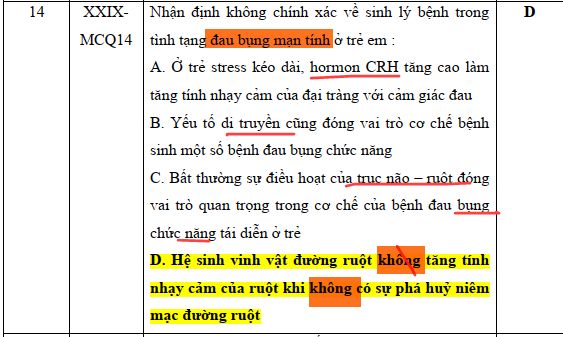 14 XXIX- Nhận định không chính xác về sinh lý bệnh trong D
MCQ14 tình tạng đau bụng mạn tính ở trẻ em :
A. Ở trẻ stress kéo dài, hormon CRH tăng cao làm
tăng tính nhạy cảm của đại tràng với cảm giác đau
B. Yếu tố di truyền cũng đóng vai trò cơ chế bệnh
sinh một số bệnh đau bụng chức năng
C. Bất thường sự điều hoạt của trục não – ruột đóng
vai trò quan trọng trong cơ chế của bệnh đau bụng
chức năng tái diễn ở trẻ
D. Hệ sinh vinh vật đường ruột không tăng tính
nhạy cảm của ruột khi không có sự phá huỷ niêm
mạc đường ruột